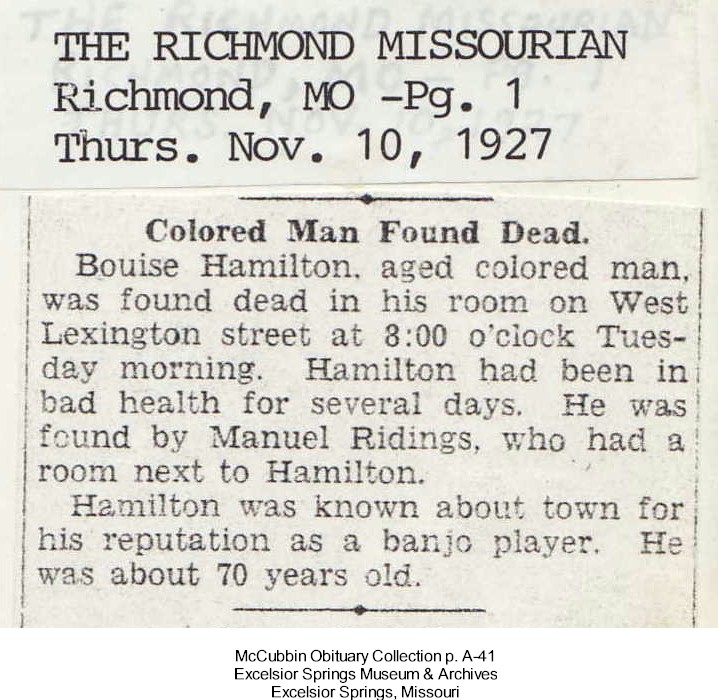 THE RICHMOND MISSOURIAN
Richmond, MO -Pg. 1
Thurs. Nov. 10, 1927
Colored Man Found Dead.
Bouise Hamilton, aged colored man,
was found dead in his room on West
Lexington street at 8:00 o'clock Tues-
day morning. Hamilton had been in
bad health for several days. He was
found by Manuel Ridings, who had a
room next to Hamilton.
Hamilton was known about town for
his reputation as a banjo player. He
was about 70 years old.
McCubbin Obituary Collection p. A-41
Excelsior Springs Museum & Archives
Excelsior Springs, Missouri